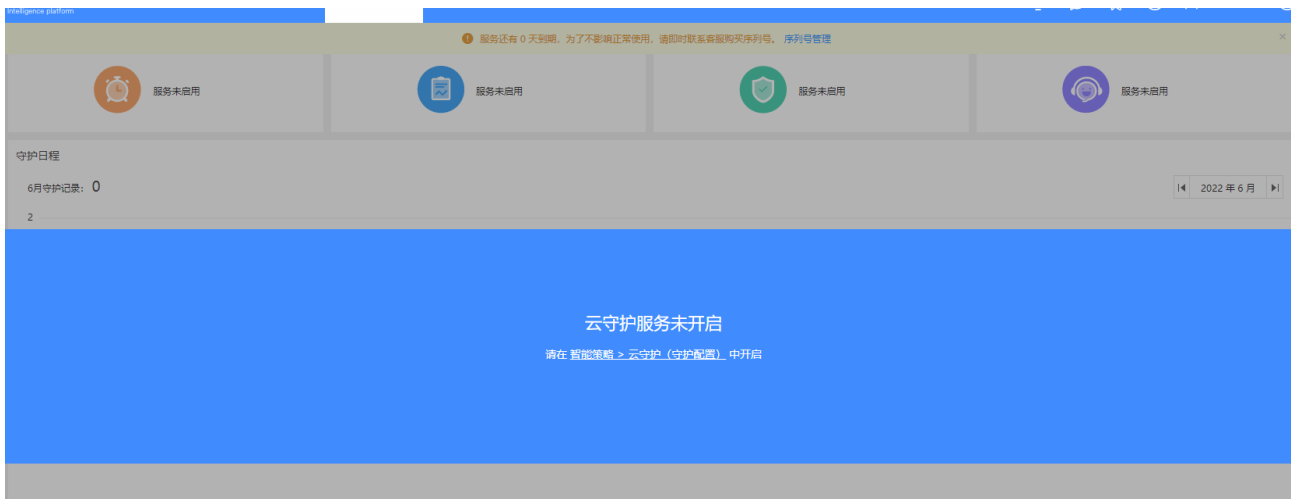 Intelligence platform
服务还有 0 天到期，为了不影响正常使用，请即时联系客服购买序列号。 序列号管理
服务未启用
服务未启用
服务未启用
服务未启用
守护日程
6月守护记录： 0
2022 年 6 月
2
云守护服务未开启
请在 智能策略 > 云守护（守护配置） 中开启